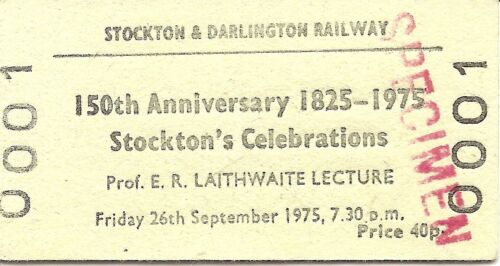 STOCKTON & DARLINGTON RAILWAY
150th Anniversary 1825–1975
Stockton's Celebrations
Prof. E. R. LAITHWAITE LECTURE
Friday 26th September 1975, 7.30 p.m.
Price 40p.
0001
0001
SPECIMEN